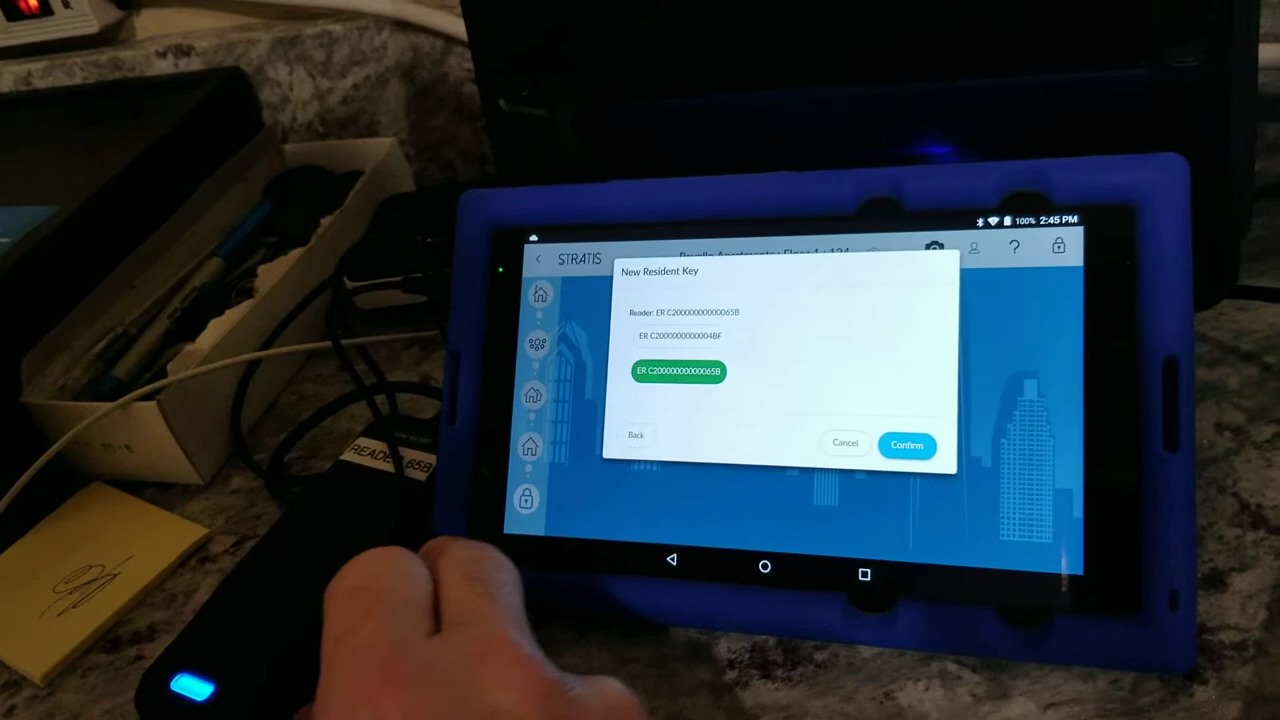 100% 2:45 PM
STRATIS
New Resident Key
Reader: ER C20000000000065B
ER C2000000000004BF
ER C20000000000065B
Back
Cancel
Confirm
READER 65B